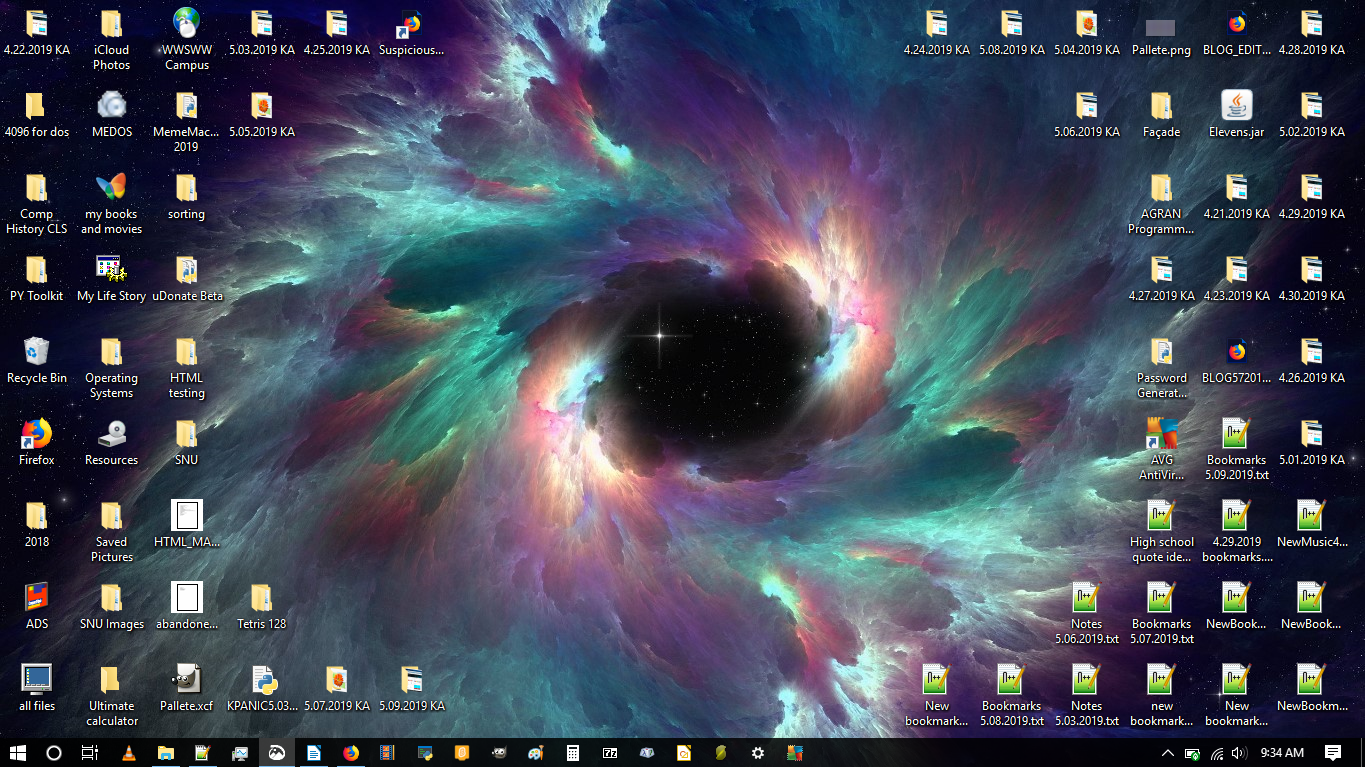 4.22.2019 KA
iCloud
Photos
WWSWW
Campus
5.03.2019 KA
4.25.2019 KA
Suspicious...
4.24.2019 KA
5.08.2019 KA
5.04.2019 KA
Pallete.png
BLOG_EDIT...
4.28.2019 KA
4096 for dos
MEDOS
MemeMac...
2019
5.05.2019 KA
5.06.2019 KA
Façade
Elevens.jar
5.02.2019 KA
Comp
History CLS
my books
and movies
sorting
AGRAN
Programm...
4.21.2019 KA
4.29.2019 KA
PY Toolkit
My Life Story
uDonate Beta
4.27.2019 KA
4.23.2019 KA
4.30.2019 KA
Recycle Bin
Operating
Systems
HTML
testing
Password
Generat...
BLOG57201...
4.26.2019 KA
Firefox
Resources
SNU
AVG
AntiVir...
Bookmarks
5.09.2019.txt
5.01.2019 KA
2018
Saved
Pictures
HTML_MA...
High school
quote ide...
4.29.2019
bookmarks....
NewMusic4...
ADS
SNU Images
abandone...
Tetris 128
Notes
5.06.2019.txt
Bookmarks
5.07.2019.txt
NewBook...
NewBook...
all files
Ultimate
calculator
Pallete.xcf
KPANIC5.03...
5.07.2019 KA
5.09.2019 KA
New
bookmark...
Bookmarks
5.08.2019.txt
Notes
5.03.2019.txt
new
bookmark...
New
bookmark...
NewBookm...
9:34 AM